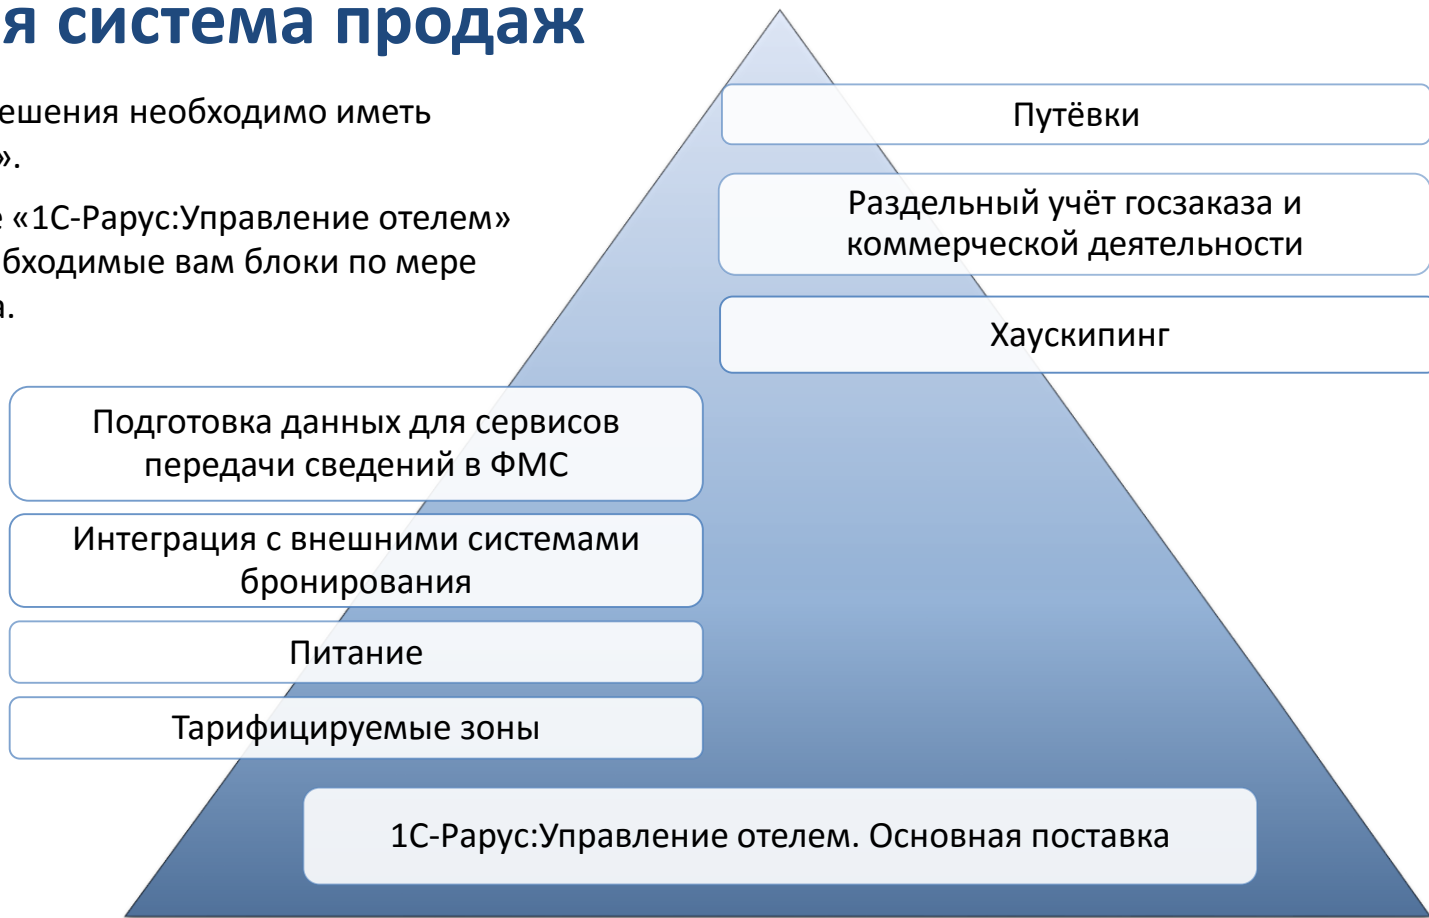 я система продаж
ешения необходимо иметь
».
е «1С-Рарус:Управление отелем»
бходимые вам блоки по мере
а.
Путёвки
Раздельный учёт госзаказа и
коммерческой деятельности
Хаускипинг
Подготовка данных для сервисов
передачи сведений в ФМС
Интеграция с внешними системами
бронирования
Питание
Тарифицируемые зоны
1С-Рарус:Управление отелем. Основная поставка